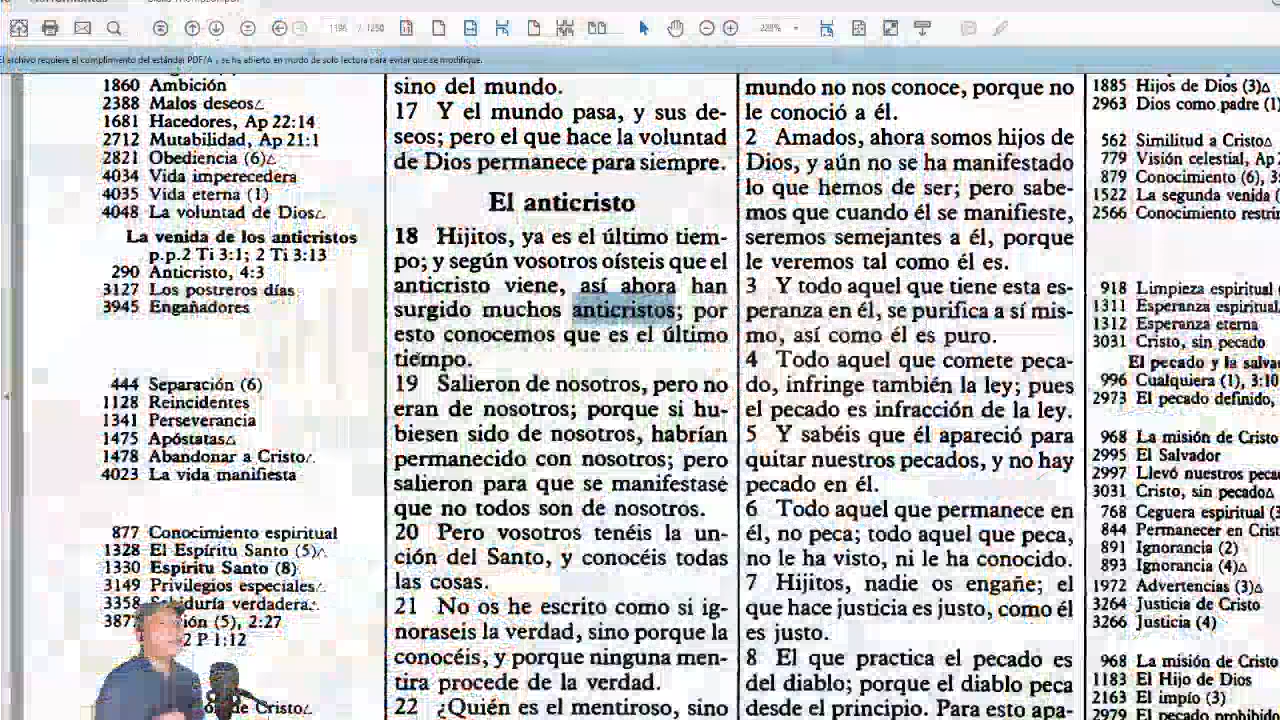 1196 / 1250
228%
El archivo requiere el cumplimiento del estándar PDF/A y se ha abierto en modo de solo lectura para evitar que se modifique.
1860 Ambición
2388 Malos deseos△
1681 Hacedores, Ap 22:14
2712 Mutabilidad, Ap 21:1
2821 Obediencia (6)△
4034 Vida imperecedera
4035 Vida eterna (1)
4048 La voluntad de Dios△
La venida de los anticristos
p.p.2 Ti 3:1; 2 Ti 3:13
290 Anticristo, 4:3
3127 Los postreros días
3945 Engañadores
444 Separación (6)
1128 Reincidentes
1341 Perseverancia
1475 Apóstatas△
1478 Abandonar a Cristo△
4023 La vida manifiesta
877 Conocimiento espiritual
1328 El Espíritu Santo (5)△
1330 Espíritu Santo (8)
3149 Privilegios especiales△
3358 Sabiduría verdadera△
(5), 2:27
2 P 1:12
de Cristo△
sino del mundo.
17 Y el mundo pasa, y sus de-
seos; pero el que hace la voluntad
de Dios permanece para siempre.
El anticristo
18 Hijitos, ya es el último tiem-
po; y según vosotros oísteis que el
anticristo viene, así ahora han
surgido muchos anticristos; por
esto conocemos que es el último
tiempo.
19 Salieron de nosotros, pero no
eran de nosotros; porque si hu-
biesen sido de nosotros, habrían
permanecido con nosotros; pero
salieron para que se manifestase
que no todos son de nosotros.
20 Pero vosotros tenéis la un-
ción del Santo, y conocéis todas
las cosas.
21 No os he escrito como si ig-
noraseis la verdad, sino porque la
conocéis, y porque ninguna men-
tira procede de la verdad.
22 ¿Quién es el mentiroso, sino
mundo no nos conoce, porque no
le conoció a él.
2 Amados, ahora somos hijos de
Dios, y aún no se ha manifestado
lo que hemos de ser; pero sabe-
mos que cuando él se manifieste,
seremos semejantes a él, porque
le veremos tal como él es.
3 Y todo aquel que tiene esta es-
peranza en él, se purifica a sí mis-
mo, así como él es puro.
4 Todo aquel que comete peca-
do, infringe también la ley; pues
el pecado es infracción de la ley.
5 Y sabéis que él apareció para
quitar nuestros pecados, y no hay
pecado en él.
6 Todo aquel que permanece en
él, no peca; todo aquel que peca,
no le ha visto, ni le ha conocido.
7 Hijitos, nadie os engañe; el
que hace justicia es justo, como él
es justo.
8 El que practica el pecado es
del diablo; porque el diablo peca
desde el principio. Para esto apa-
1885 Hijos de Dios (3)△
2963 Dios como padre (1)
562 Similitud a Cristo△
779 Visión celestial, Ap
879 Conocimiento (6), 3:
1522 La segunda venida (
2566 Conocimiento restri
918 Limpieza espiritual (
1311 Esperanza espiritual,
1312 Esperanza eterna
3031 Cristo, sin pecado
El pecado y la salva
996 Cualquiera (1), 3:10
2973 El pecado definido,
968 La misión de Cristo
2995 El Salvador
2997 Llevó nuestros peca
3031 Cristo, sin pecado△
768 Ceguera espiritual (3
844 Permanecer en Crist
891 Ignorancia (2)
893 Ignorancia (4)△
1972 Advertencias (3)△
3264 Justicia de Cristo
3266 Justicia (4)
968 La misión de Cristo
1183 El Hijo de Dios
2163 El impío (3)
2979 El pecado prohibido